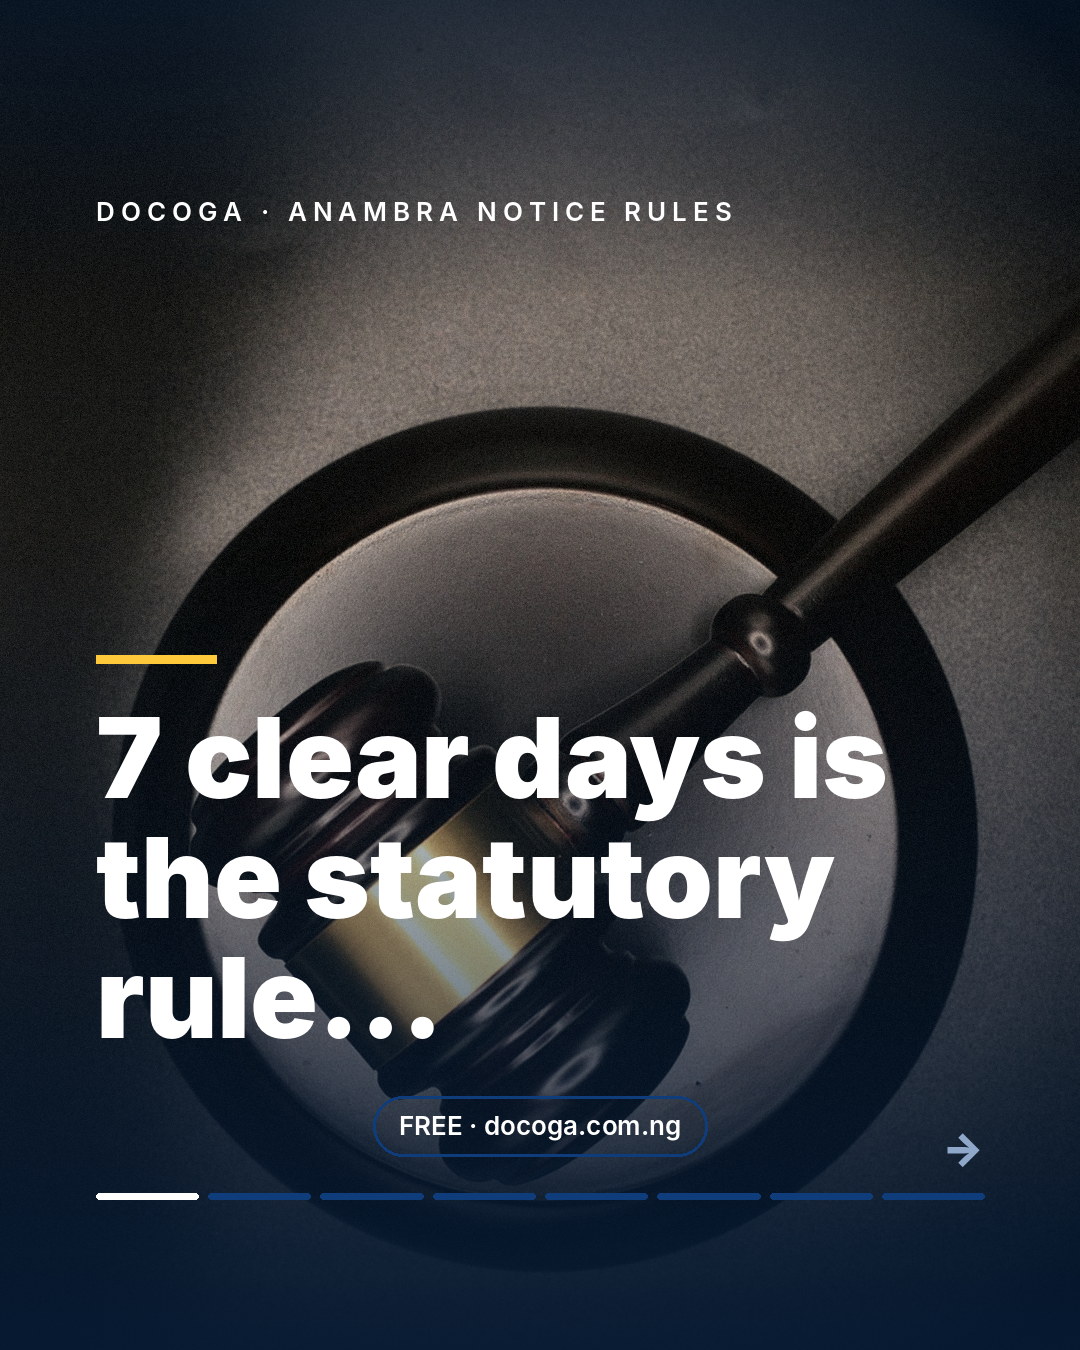 DOCOGA · ANAMBRA NOTICE RULES
7 clear days is
the statutory
rule…
FREE · docoga.com.ng
→